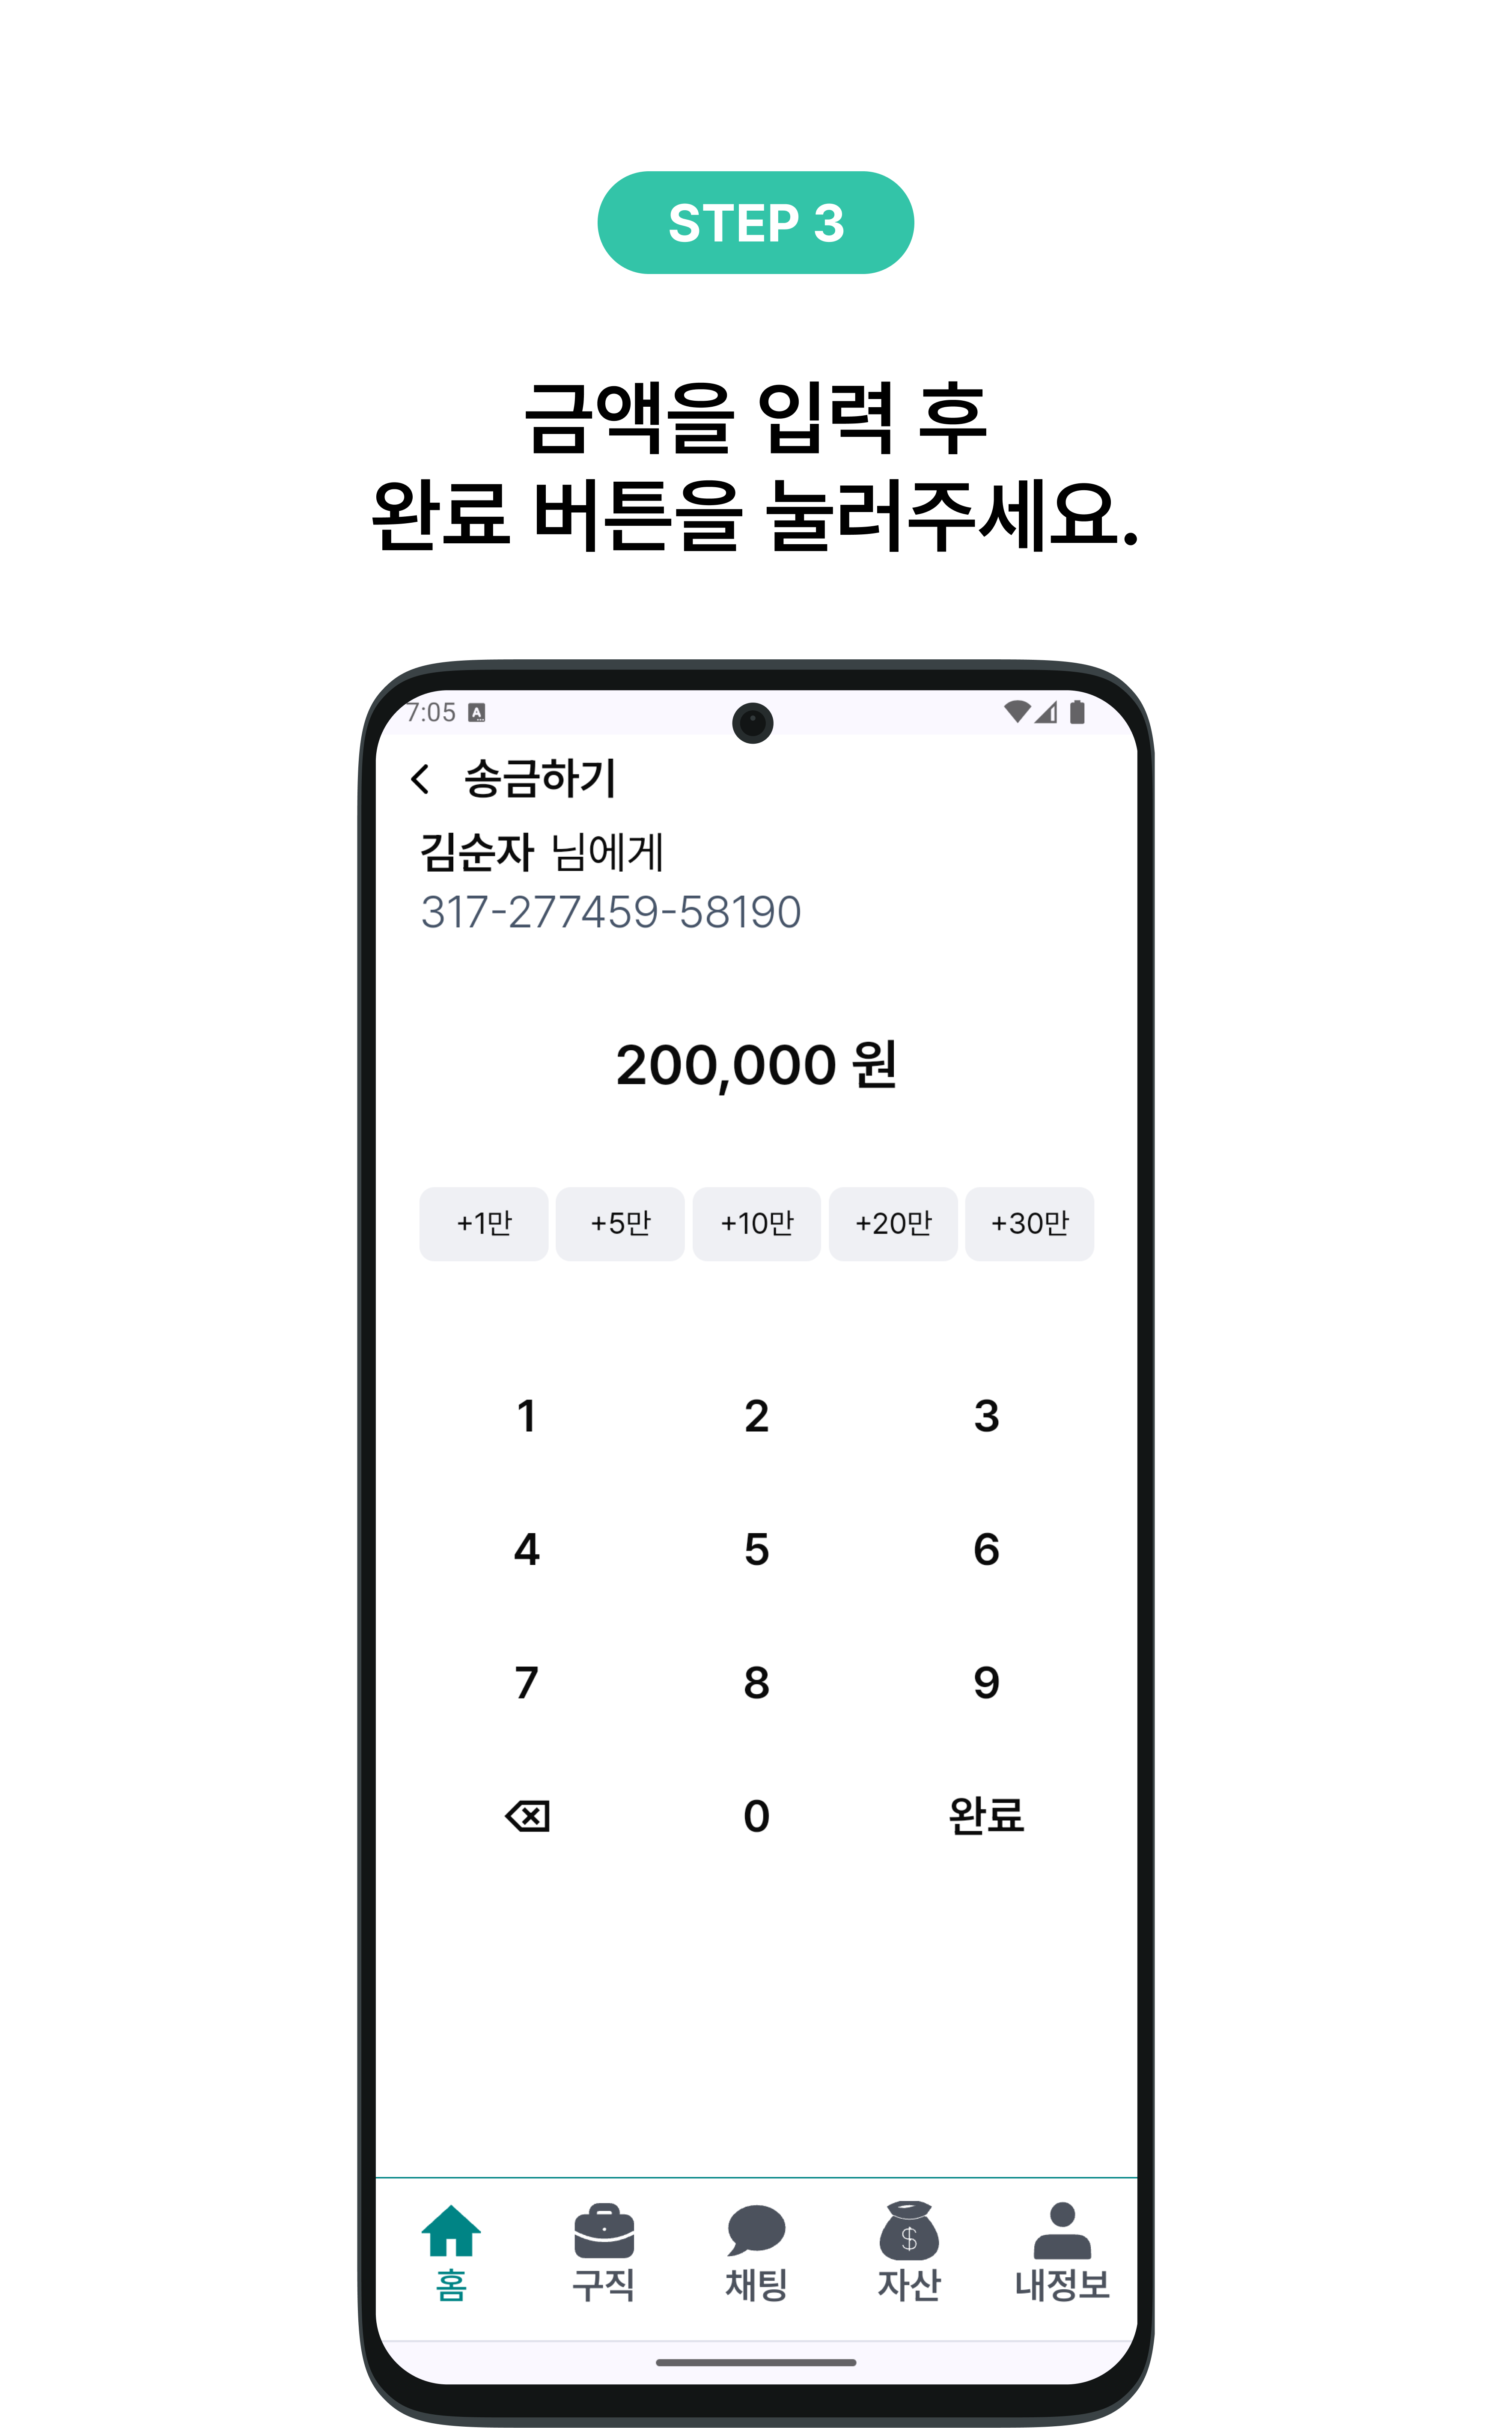 STEP 3
금액을 입력 후
완료 버튼을 눌러주세요.
7:05
송금하기
김순자 님에게
317-277459-58190
200,000 원
+1만 +5만 +10만 +20만 +30만
1 2 3
4 5 6
7 8 9
0 완료
홈 구직 채팅 자산 내정보